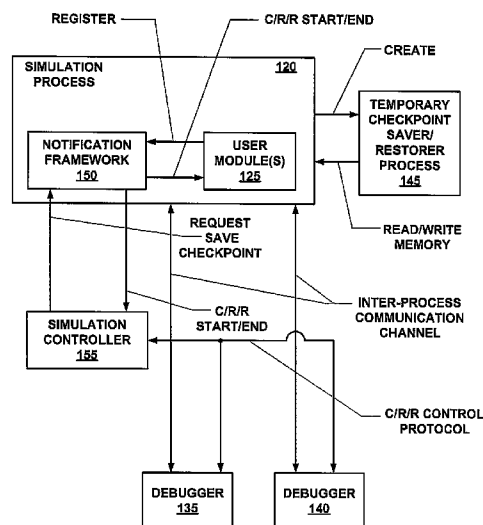 REGISTER
C/R/R START/END
SIMULATION
PROCESS
120
CREATE
NOTIFICATION
FRAMEWORK
150
USER
MODULE(S)
125
TEMPORARY
CHECKPOINT
SAVER/
RESTORER
PROCESS
145
REQUEST
SAVE
CHECKPOINT
READ/WRITE
MEMORY
C/R/R
START/END
INTER-PROCESS
COMMUNICATION
CHANNEL
SIMULATION
CONTROLLER
155
C/R/R CONTROL
PROTOCOL
DEBUGGER
135
DEBUGGER
140